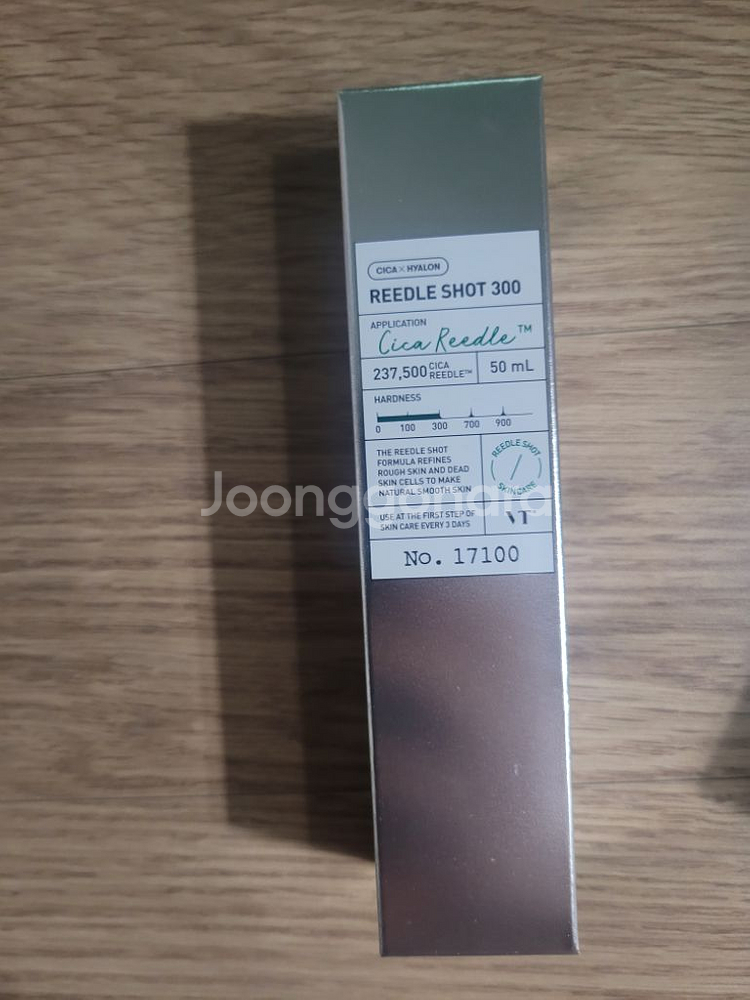 CICA × HYALON
REEDLE SHOT 300
APPLICATION
Cica Reedle™
237,500 CICA REEDLE™
50 mL
HARDNESS
0 100 300 700 900
THE REEDLE SHOT
FORMULA REFINES
ROUGH SKIN AND DEAD
SKIN CELLS TO MAKE
NATURAL SMOOTH SKIN
REEDLE SHOT
SKINCARE
USE AT THE FIRST STEP OF
SKIN CARE EVERY 3 DAYS
VT
No. 17100
Joonggonara